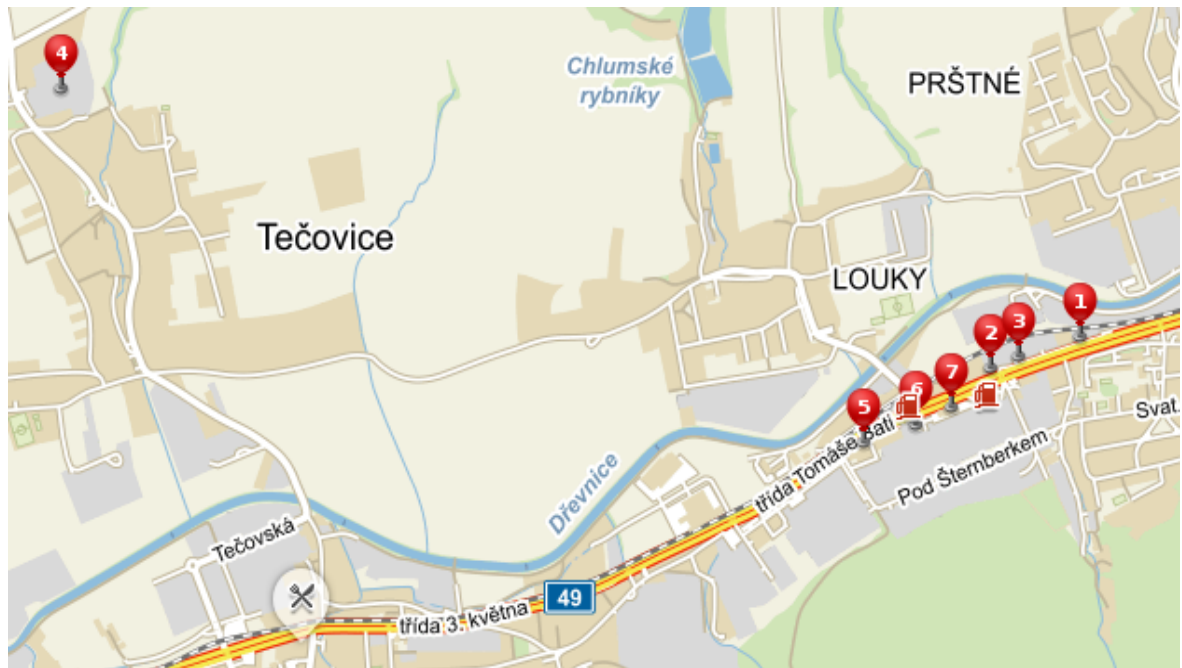 4
Chlumské
rybníky
PRŠTNÉ
Tečovice
LOUKY
1
3
2
7
6
5
třída Tomáše Bati
Svat.
Pod Šternberkem
Dřevnice
Tečovská
49
třída 3. května